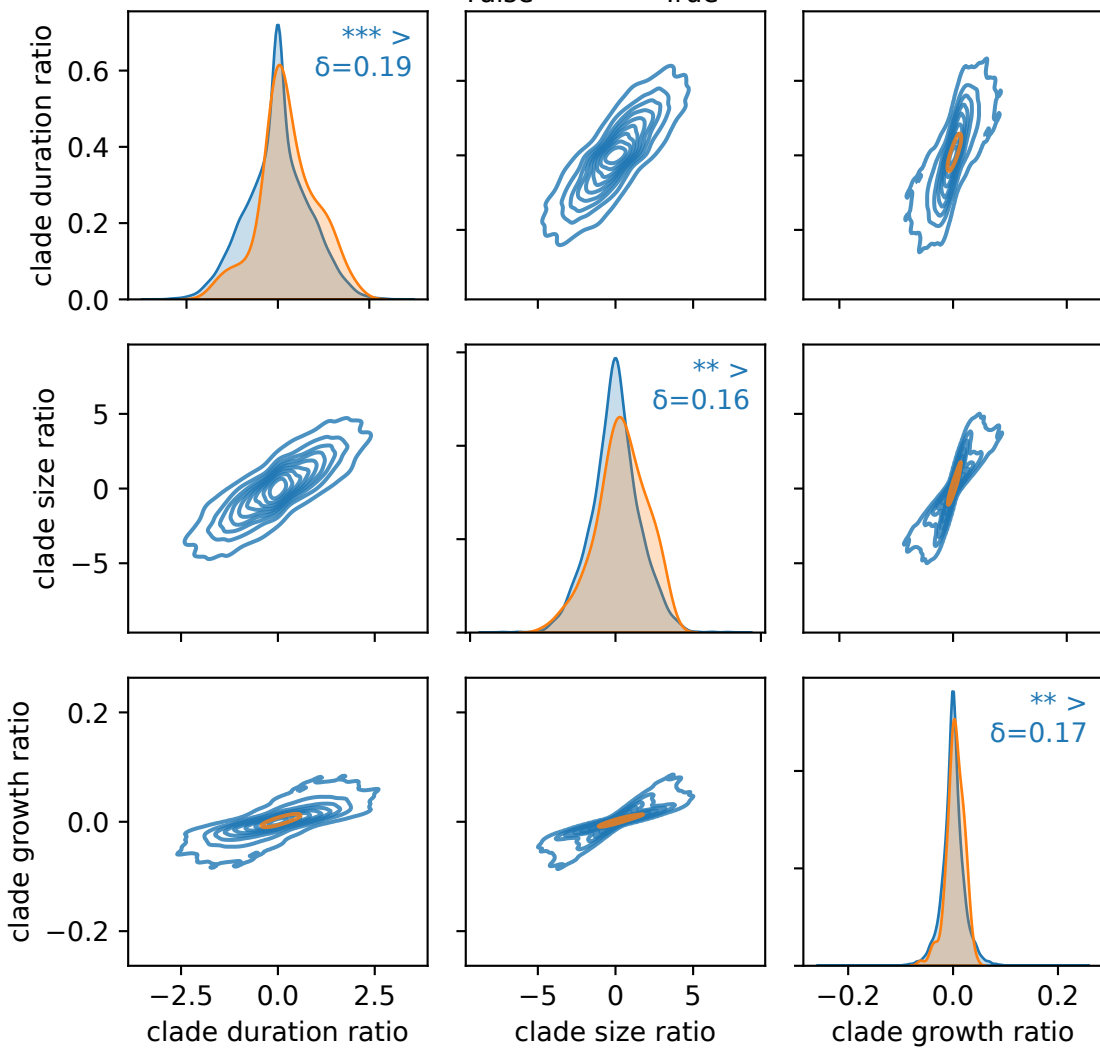 True
clade duration ratio
0.6
0.4
0.2
0.0
*** >
δ=0.19
clade size ratio
5
0
−5
** >
δ=0.16
clade growth ratio
0.2
0.0
−0.2
** >
δ=0.17
−2.5 0.0 2.5
−5 0 5
−0.2 0.0 0.2
clade duration ratio
clade size ratio
clade growth ratio